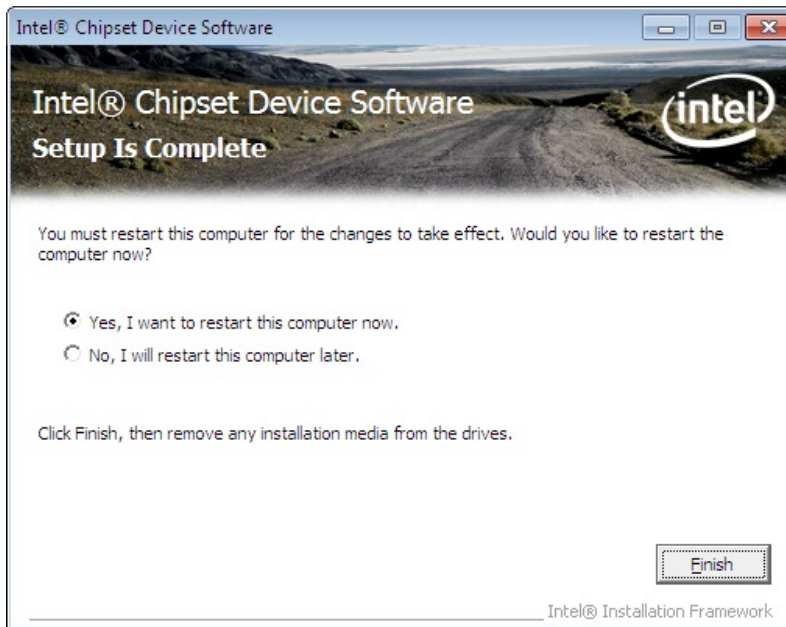 Intel® Chipset Device Software
Intel® Chipset Device Software
intel
Setup Is Complete
You must restart this computer for the changes to take effect. Would you like to restart the
computer now?
Yes, I want to restart this computer now.
No, I will restart this computer later.
Click Finish, then remove any installation media from the drives.
Finish
Intel® Installation Framework